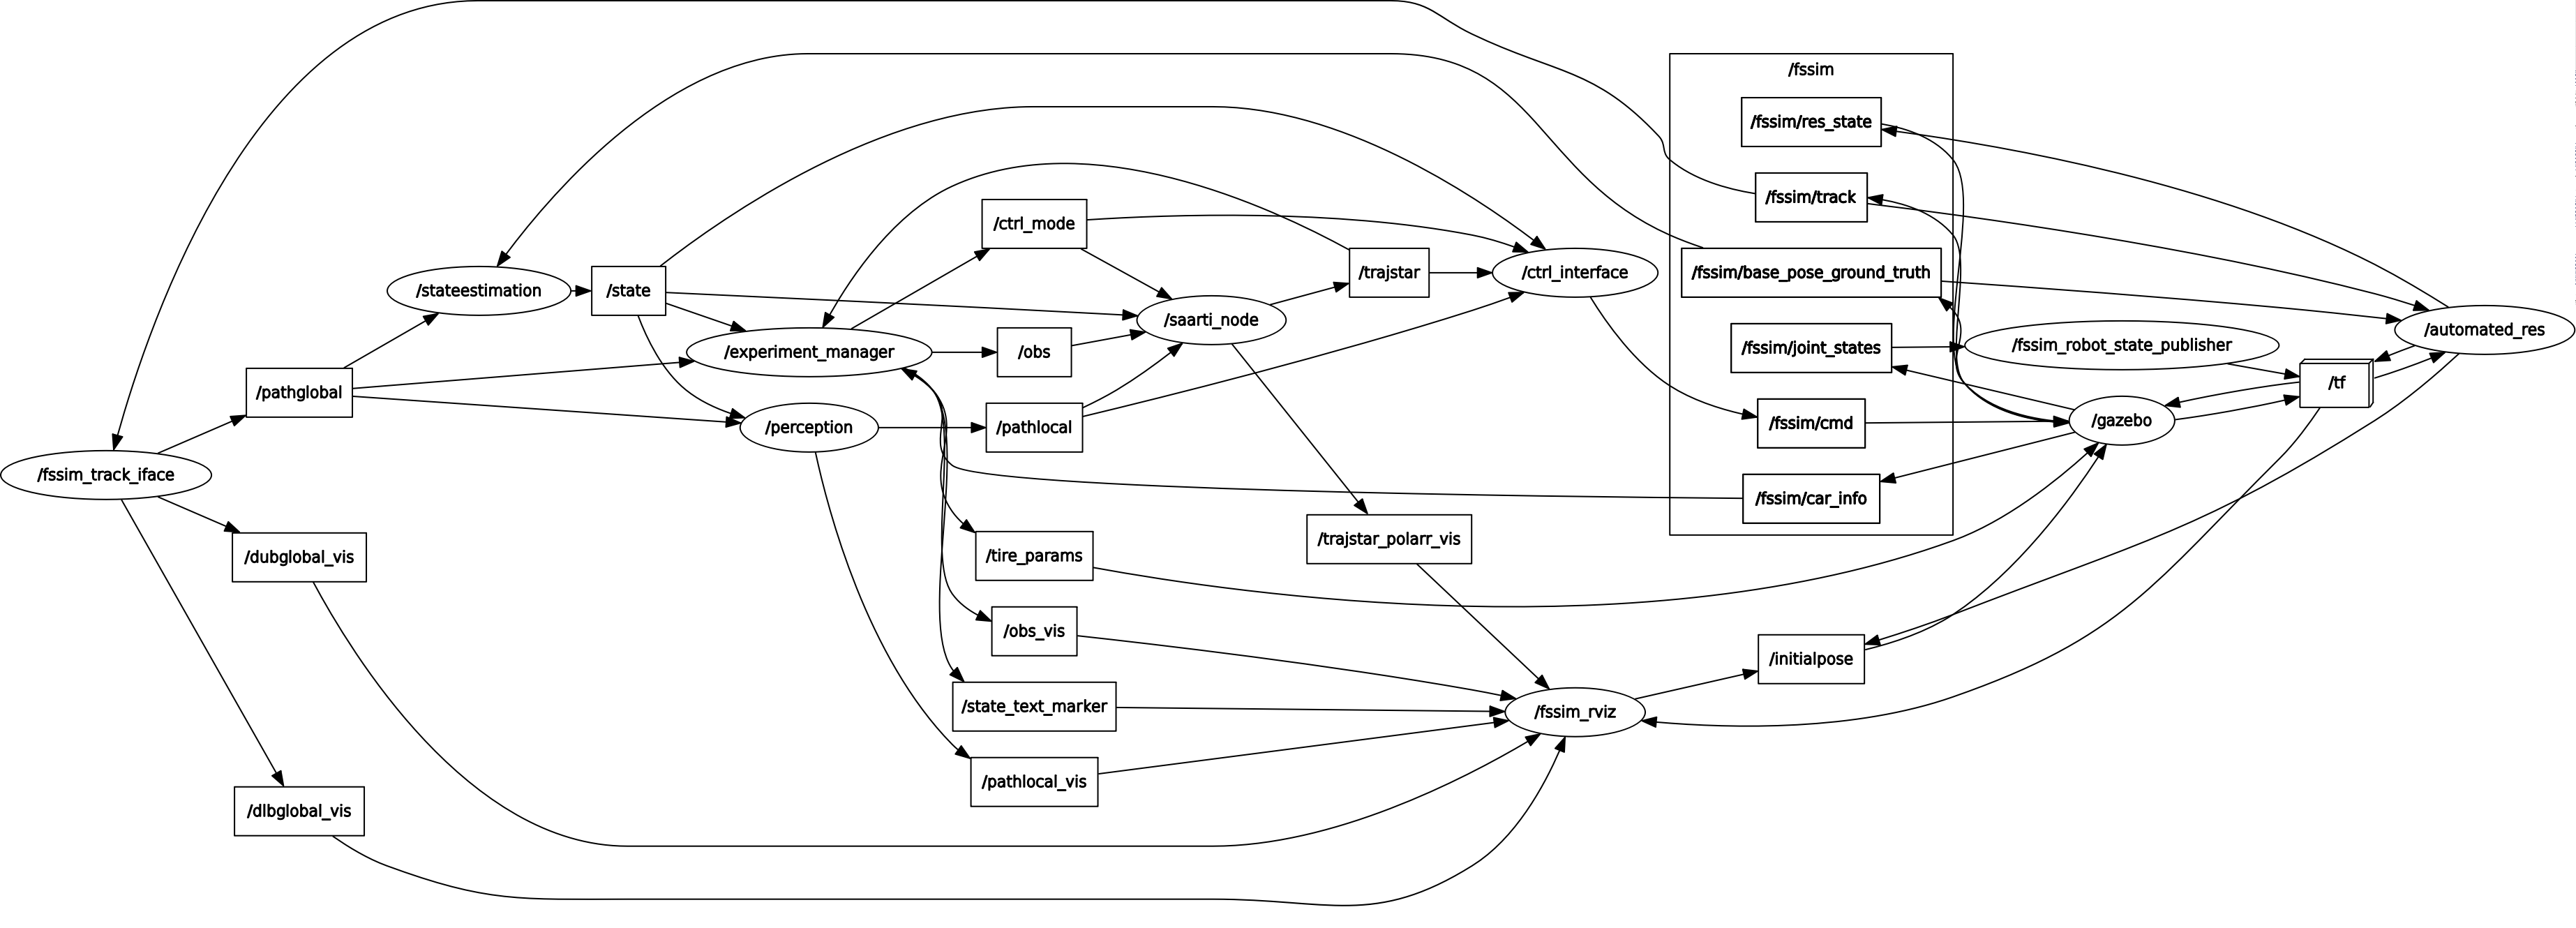 /fssim
/fssim/res_state
/fssim/track
/ctrl_mode
/fssim/base_pose_ground_truth
/trajstar
/ctrl_interface
/stateestimation
/state
/saarti_node
/automated_res
/experiment_manager
/obs
/fssim/joint_states
/fssim_robot_state_publisher
/tf
/pathglobal
/perception
/pathlocal
/fssim/cmd
/gazebo
/fssim_track_iface
/fssim/car_info
/dubglobal_vis
/tire_params
/trajstar_polarr_vis
/obs_vis
/initialpose
/state_text_marker
/fssim_rviz
/pathlocal_vis
/dlbglobal_vis